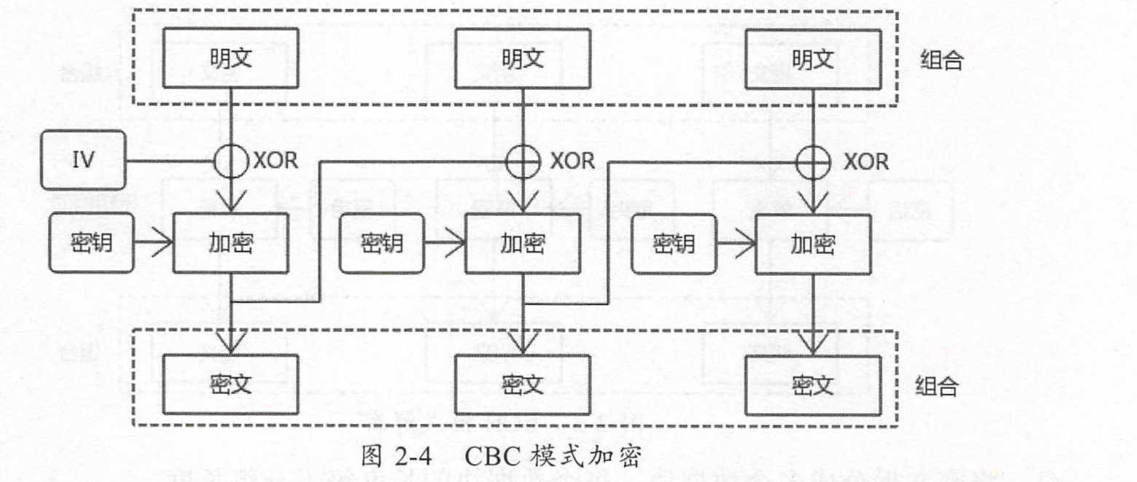 明文 明文 明文 组合
IV XOR XOR XOR
密钥 加密 密钥 加密 密钥 加密
密文 密文 密文 组合
图 2-4 CBC 模式加密